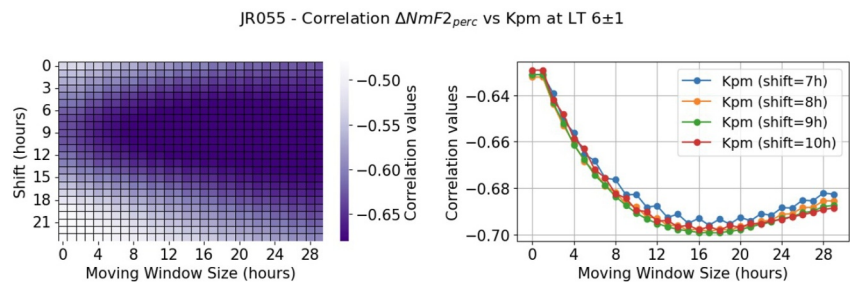 JR055 - Correlation ΔNmF2perc vs Kpm at LT 6±1
0
3
6
9
12
15
18
21
Shift (hours)
0 4 8 12 16 20 24 28
Moving Window Size (hours)
−0.50
−0.55
−0.60
−0.65
Correlation values
−0.64
−0.66
−0.68
−0.70
Correlation values
0 4 8 12 16 20 24 28
Moving Window Size (hours)
Kpm (shift=7h)
Kpm (shift=8h)
Kpm (shift=9h)
Kpm (shift=10h)